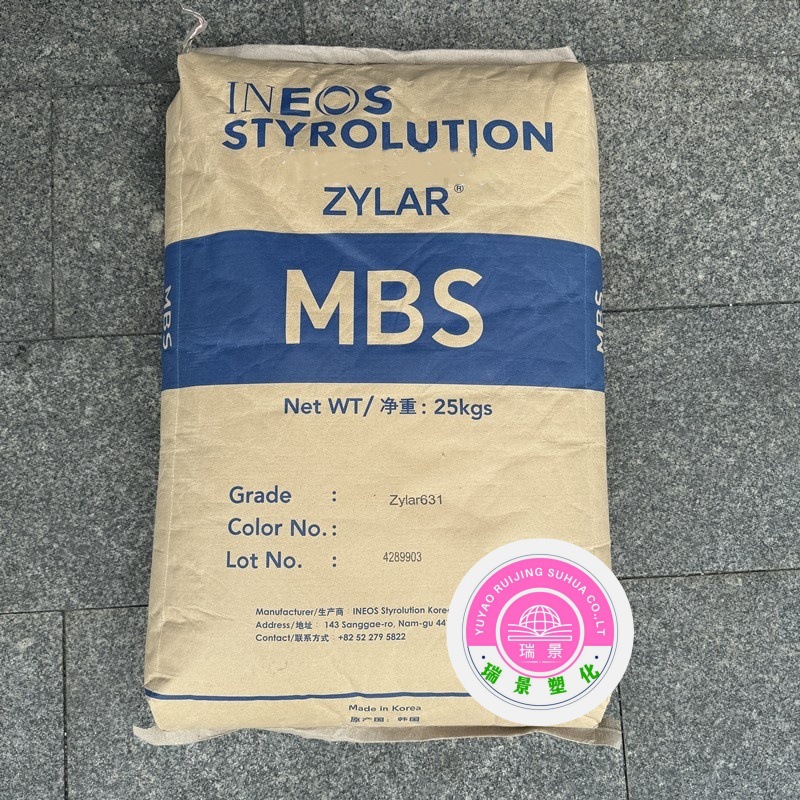 INEOS
STYROLUTION
ZYLAR®
MBS
MBS
MBS
Net WT/ 净重 : 25kgs
Grade : Zylar631
Color No. :
Lot No. : 4289903
Manufacturer/生产商 : INEOS Styrolution Korea
Address/地址 : 143 Sanggae-ro, Nam-gu 44
Contact/联系方式 : +82 52 279 5822
Made in Korea
原产国: 韩国
YUYAO RUIJING SUHUA CO.,LT
瑞景
·瑞景塑化·